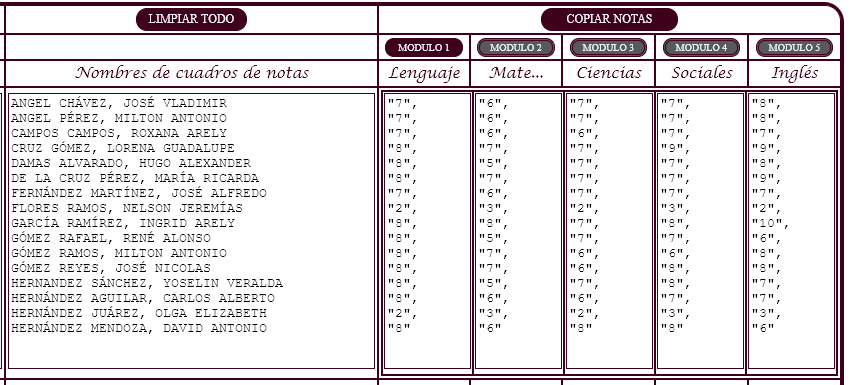 LIMPIAR TODO COPIAR NOTAS
MODULO 1 MODULO 2 MODULO 3 MODULO 4 MODULO 5
Nombres de cuadros de notas Lenguaje Mate... Ciencias Sociales Inglés
ANGEL CHÁVEZ, JOSÉ VLADIMIR "7", "6", "7", "7", "8",
ANGEL PÉREZ, MILTON ANTONIO "7", "6", "7", "7", "8",
CAMPOS CAMPOS, ROXANA ARELY "7", "6", "6", "7", "7",
CRUZ GÓMEZ, LORENA GUADALUPE "8", "7", "7", "9", "9",
DAMAS ALVARADO, HUGO ALEXANDER "8", "5", "7", "7", "8",
DE LA CRUZ PÉREZ, MARÍA RICARDA "8", "7", "7", "7", "9",
FERNÁNDEZ MARTÍNEZ, JOSÉ ALFREDO "7", "6", "7", "7", "7",
FLORES RAMOS, NELSON JEREMÍAS "2", "3", "2", "3", "2",
GARCÍA RAMÍREZ, INGRID ARELY "8", "8", "7", "8", "10",
GÓMEZ RAFAEL, RENÉ ALONSO "8", "5", "7", "7", "6",
GÓMEZ RAMOS, MILTON ANTONIO "8", "7", "6", "6", "8",
GÓMEZ REYES, JOSÉ NICOLAS "8", "7", "6", "8", "8",
HERNANDEZ SÁNCHEZ, YOSELIN VERALDA "8", "5", "7", "8", "7",
HERNÁNDEZ AGUILAR, CARLOS ALBERTO "8", "6", "6", "7", "7",
HERNÁNDEZ JUÁREZ, OLGA ELIZABETH "2", "3", "2", "3", "3",
HERNÁNDEZ MENDOZA, DAVID ANTONIO "8" "6" "8" "8" "6"